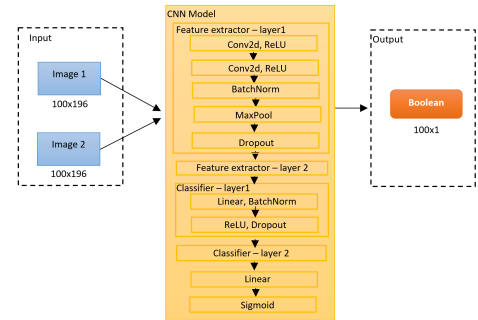 CNN Model
Input
Image 1
100x196
Image 2
100x196
Feature extractor – layer1
Conv2d, ReLU
Conv2d, ReLU
BatchNorm
MaxPool
Dropout
Feature extractor – layer 2
Classifier – layer1
Linear, BatchNorm
ReLU, Dropout
Classifier – layer 2
Linear
Sigmoid
Output
Boolean
100x1